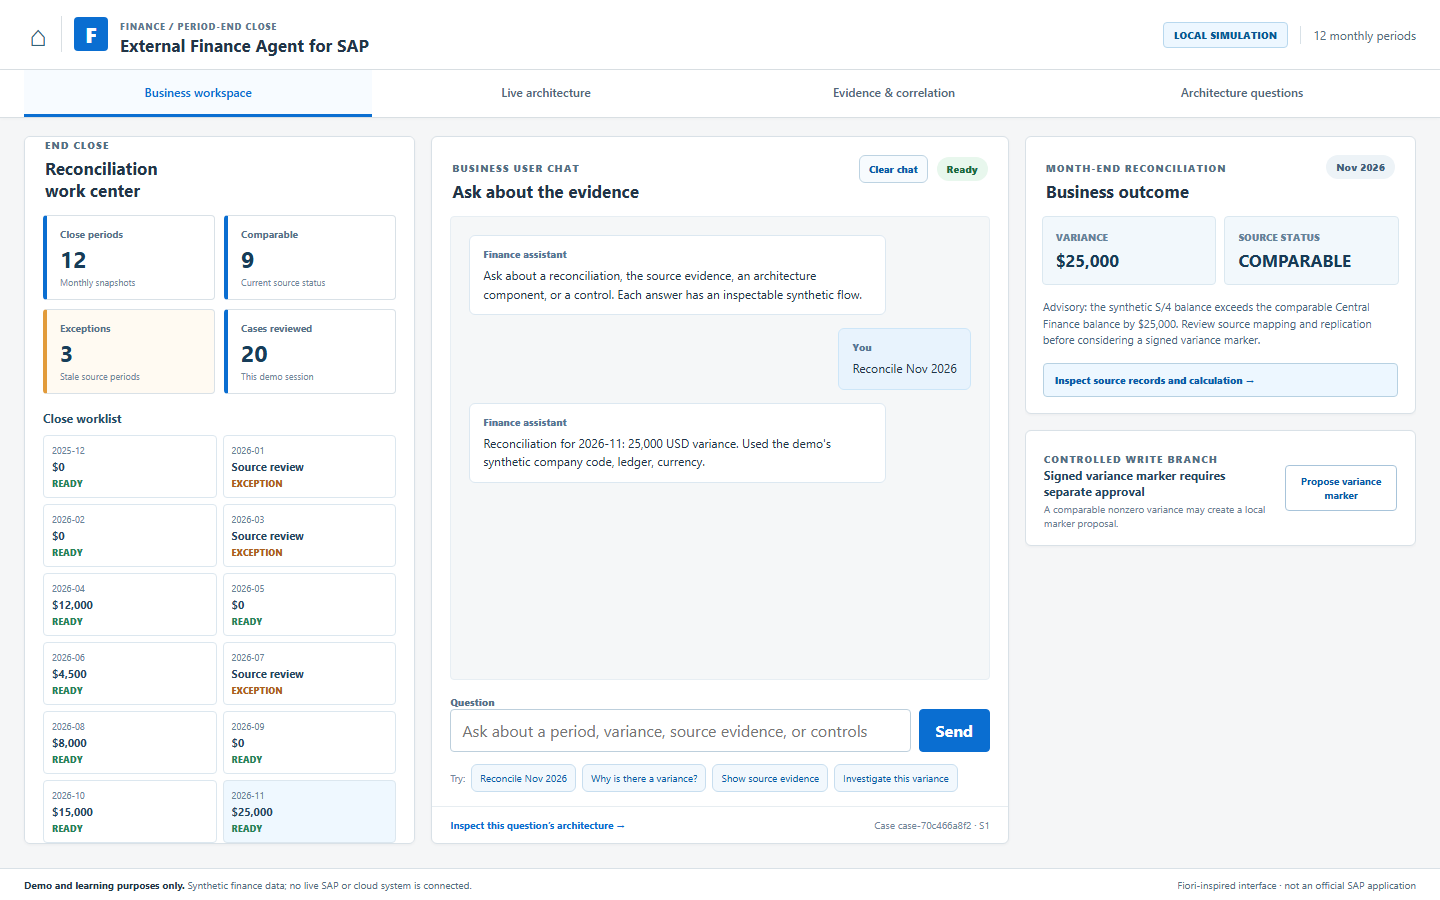 FINANCE / PERIOD-END CLOSE
F
External Finance Agent for SAP
LOCAL SIMULATION
12 monthly periods
Business workspace
Live architecture
Evidence & correlation
Architecture questions
END CLOSE
Reconciliation
work center
Close periods
12
Monthly snapshots
Comparable
9
Current source status
Exceptions
3
Stale source periods
Cases reviewed
20
This demo session
Close worklist
2025-12
$0
READY
2026-01
Source review
EXCEPTION
2026-02
$0
READY
2026-03
Source review
EXCEPTION
2026-04
$12,000
READY
2026-05
$0
READY
2026-06
$4,500
READY
2026-07
Source review
EXCEPTION
2026-08
$8,000
READY
2026-09
$0
READY
2026-10
$15,000
READY
2026-11
$25,000
READY
BUSINESS USER CHAT
Ask about the evidence
Clear chat
Ready
Finance assistant
Ask about a reconciliation, the source evidence, an architecture
component, or a control. Each answer has an inspectable synthetic flow.
You
Reconcile Nov 2026
Finance assistant
Reconciliation for 2026-11: 25,000 USD variance. Used the demo's
synthetic company code, ledger, currency.
Question
Ask about a period, variance, source evidence, or controls
Send
Try:
Reconcile Nov 2026
Why is there a variance?
Show source evidence
Investigate this variance
Inspect this question's architecture →
Case case-70c466a8f2 · S1
MONTH-END RECONCILIATION
Business outcome
Nov 2026
VARIANCE
$25,000
SOURCE STATUS
COMPARABLE
Advisory: the synthetic S/4 balance exceeds the comparable Central
Finance balance by $25,000. Review source mapping and replication
before considering a signed variance marker.
Inspect source records and calculation →
CONTROLLED WRITE BRANCH
Signed variance marker requires
separate approval
A comparable nonzero variance may create a local
marker proposal.
Propose variance
marker
Demo and learning purposes only. Synthetic finance data; no live SAP or cloud system is connected.
Fiori-inspired interface · not an official SAP application